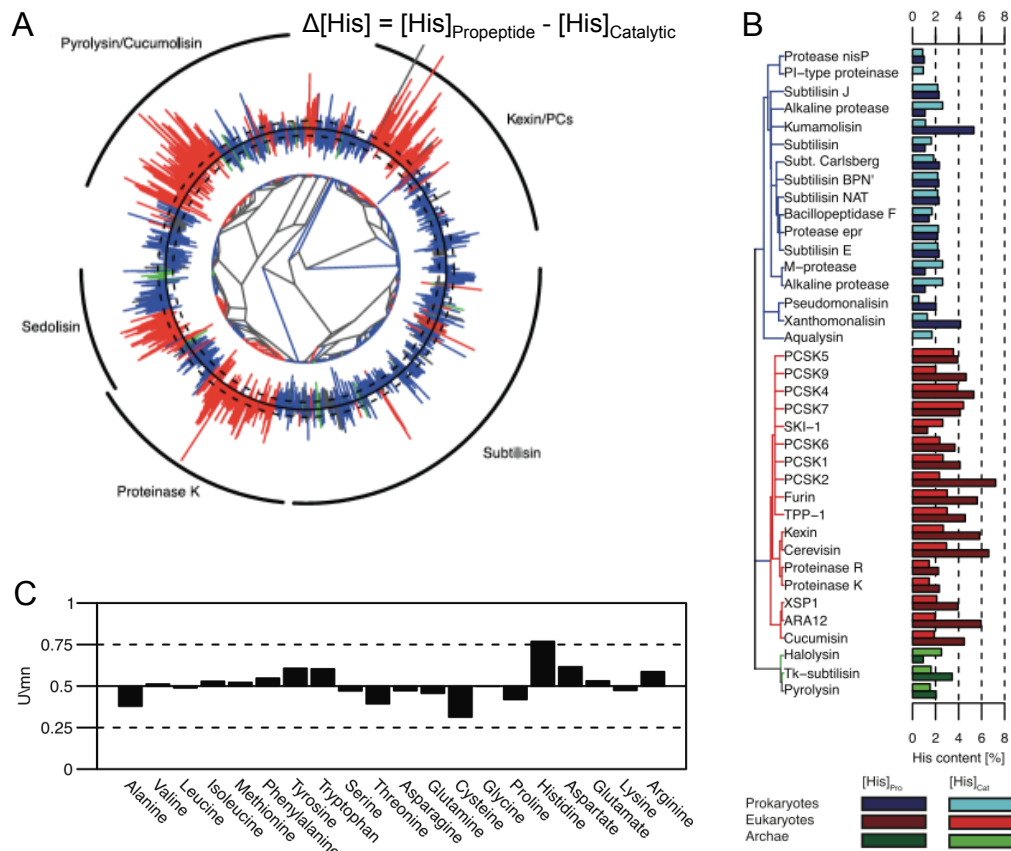 A
Δ[His] = [His]Propeptide - [His]Catalytic
Pyrolysin/Cucumolisin
Kexin/PCs
Sedolisin
Subtilisin
Proteinase K
B
0 2 4 6 8
Protease nisP
PI-type proteinase
Subtilisin J
Alkaline protease
Kumamolisin
Subtilisin
Subt. Carlsberg
Subtilisin BPN'
Subtilisin NAT
Bacillopeptidase F
Protease epr
Subtilisin E
M-protease
Alkaline protease
Pseudomonalisin
Xanthomonalisin
Aqualysin
PCSK5
PCSK9
PCSK4
PCSK7
SKI-1
PCSK6
PCSK1
PCSK2
Furin
TPP-1
Kexin
Cerevisin
Proteinase R
Proteinase K
XSP1
ARA12
Cucumisin
Halolysin
Tk-subtilisin
Pyrolysin
0 2 4 6 8
His content [%]
[His]Pro [His]Cat
Prokaryotes
Eukaryotes
Archae
C
1
0.75
0.5
0.25
0
U\mn
Alanine
Valine
Leucine
Isoleucine
Methionine
Phenylalanine
Tyrosine
Tryptophan
Serine
Threonine
Asparagine
Glutamine
Cysteine
Glycine
Proline
Histidine
Aspartate
Glutamate
Lysine
Arginine